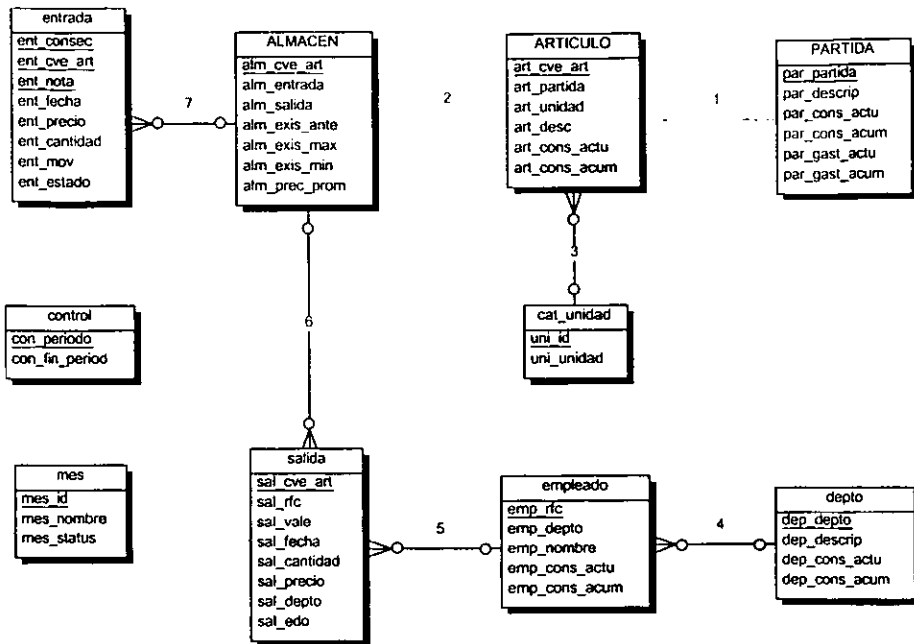 entrada
ent_consec
ent_cve_art
ent_nota
ent_fecha
ent_precio
ent_cantidad
ent_mov
ent_estado
7
ALMACEN
alm_cve_art
alm_entrada
alm_salida
alm_exis_ante
alm_exis_max
alm_exis_min
alm_prec_prom
2
ARTICULO
art_cve_art
art_partida
art_unidad
art_desc
art_cons_actu
art_cons_acum
1
PARTIDA
par_partida
par_descrip
par_cons_actu
par_cons_acum
par_gast_actu
par_gast_acum
3
cat_unidad
uni_id
uni_unidad
control
con_periodo
con_fin_period
6
mes
mes_id
mes_nombre
mes_status
salida
sal_cve_art
sal_rfc
sal_vale
sal_fecha
sal_cantidad
sal_precio
sal_depto
sal_edo
5
empleado
emp_rfc
emp_depto
emp_nombre
emp_cons_actu
emp_cons_acum
4
depto
dep_depto
dep_descrip
dep_cons_actu
dep_cons_acum